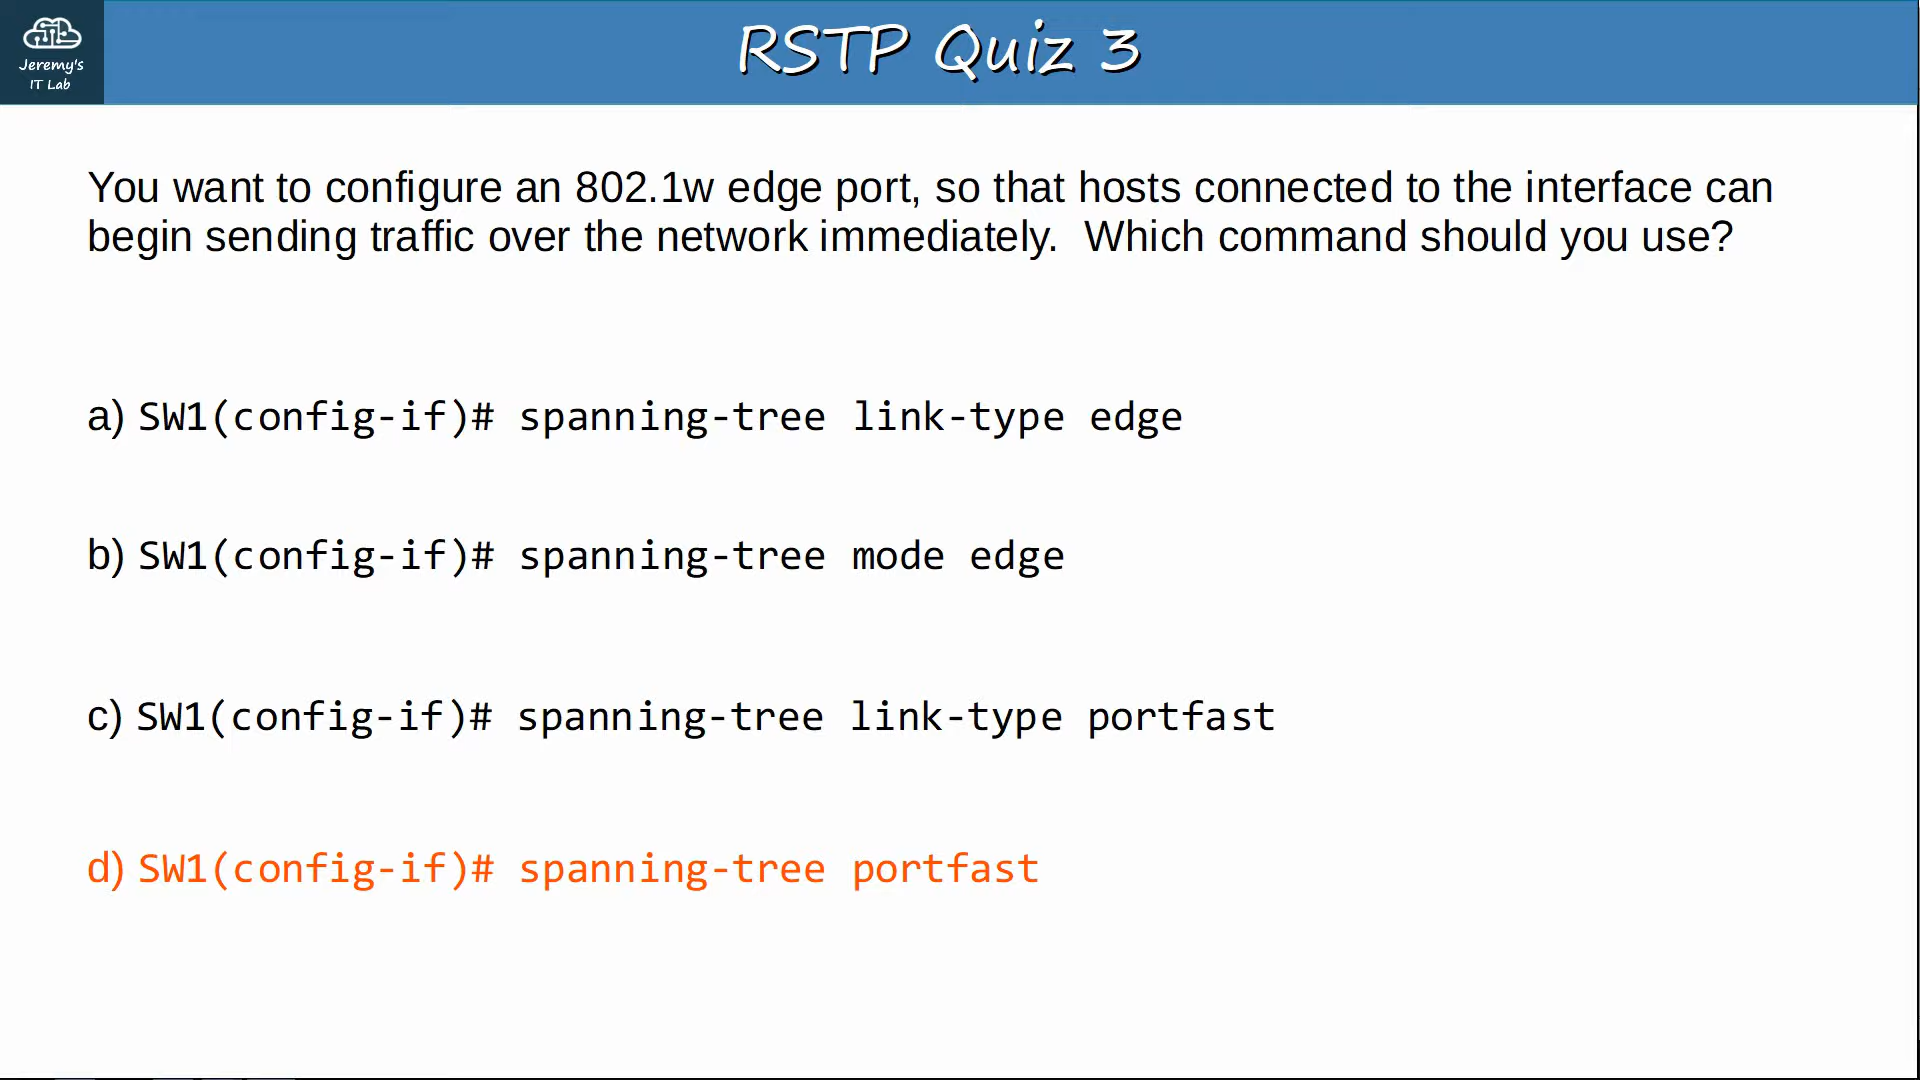 Jeremy's
IT Lab
RSTP Quiz 3
You want to configure an 802.1w edge port, so that hosts connected to the interface can
begin sending traffic over the network immediately.  Which command should you use?
a) SW1(config-if)# spanning-tree link-type edge
b) SW1(config-if)# spanning-tree mode edge
c) SW1(config-if)# spanning-tree link-type portfast
d) SW1(config-if)# spanning-tree portfast